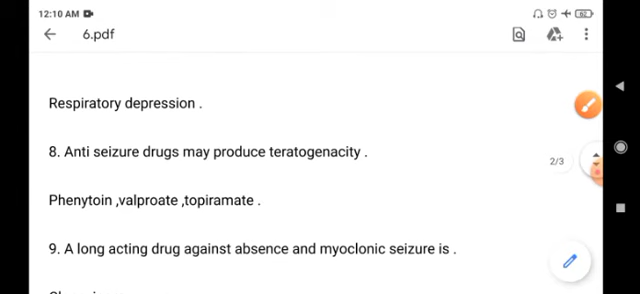 12:10 AM
62
6.pdf
Respiratory depression .
8. Anti seizure drugs may produce teratogenacity .
2/3
Phenytoin ,valproate ,topiramate .
9. A long acting drug against absence and myoclonic seizure is .